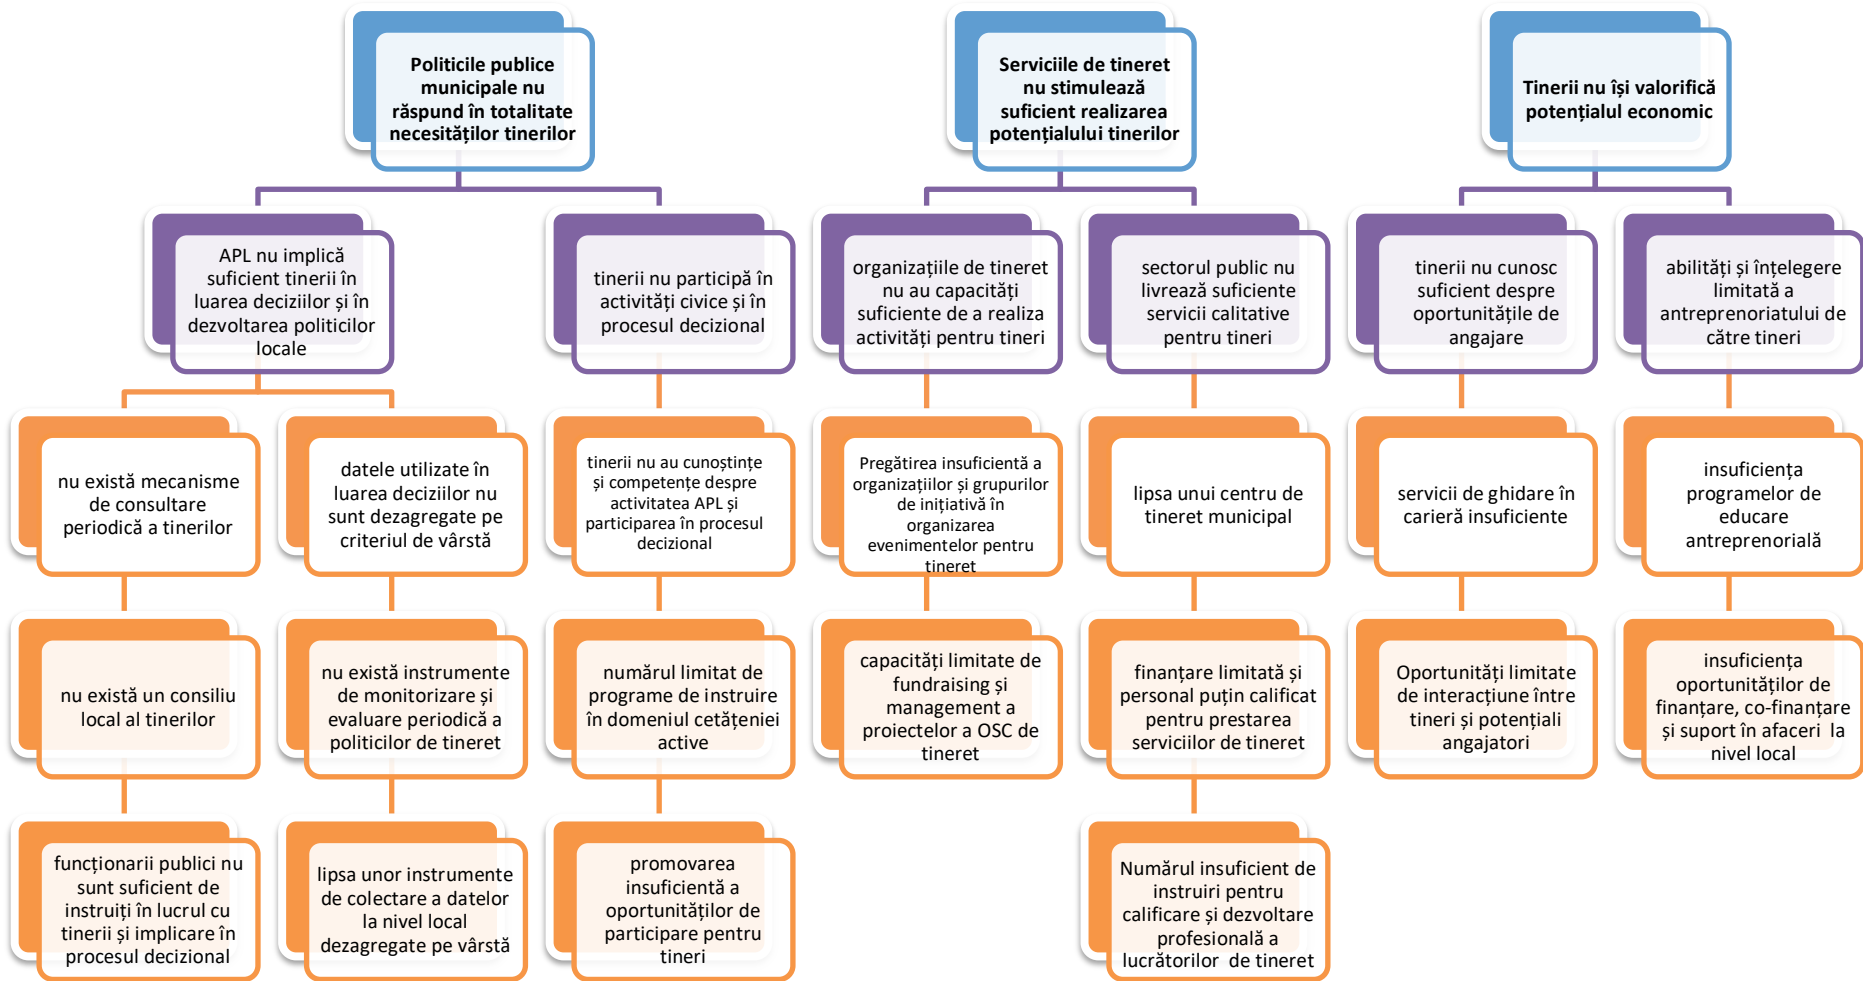 Politicile publice
municipale nu
răspund în totalitate
necesităților tinerilor
Serviciile de tineret
nu stimulează
suficient realizarea
potențialului tinerilor
Tinerii nu își valorifică
potențialul economic
APL nu implică
suficient tinerii în
luarea deciziilor și în
dezvoltarea politicilor
locale
tinerii nu participă în
activități civice și în
procesul decizional
organizațiile de tineret
nu au capacități
suficiente de a realiza
activități pentru tineri
sectorul public nu
livrează suficiente
servicii calitative
pentru tineri
tinerii nu cunosc
suficient despre
oportunitățile de
angajare
abilități și înțelegere
limitată a
antreprenoriatului de
către tineri
nu există mecanisme
de consultare
periodică a tinerilor
datele utilizate în
luarea deciziilor nu
sunt dezagregate pe
criteriul de vârstă
tinerii nu au cunoștințe
și competențe despre
activitatea APL și
participarea în procesul
decizional
Pregătirea insuficientă a
organizațiilor și grupurilor
de inițiativă în
organizarea
evenimentelor pentru
tineret
lipsa unui centru de
tineret municipal
servicii de ghidare în
carieră insuficiente
insuficiența
programelor de
educare
antreprenorială
nu există un consiliu
local al tinerilor
nu există instrumente
de monitorizare și
evaluare periodică a
politicilor de tineret
numărul limitat de
programe de instruire
în domeniul cetățeniei
active
capacități limitate de
fundraising și
management a
proiectelor a OSC de
tineret
finanțare limitată și
personal puțin calificat
pentru prestarea
serviciilor de tineret
Oportunități limitate
de interacțiune între
tineri și potențiali
angajatori
insuficiența
oportunităților de
finanțare, co-finanțare
și suport în afaceri la
nivel local
funcționarii publici nu
sunt suficient de
instruiți în lucrul cu
tinerii și implicare în
procesul decizional
lipsa unor instrumente
de colectare a datelor
la nivel local
dezagregate pe vârstă
promovarea
insuficientă a
oportunităților de
participare pentru
tineri
Numărul insuficient de
instruiri pentru
calificare și dezvoltare
profesională a
lucrătorilor de tineret